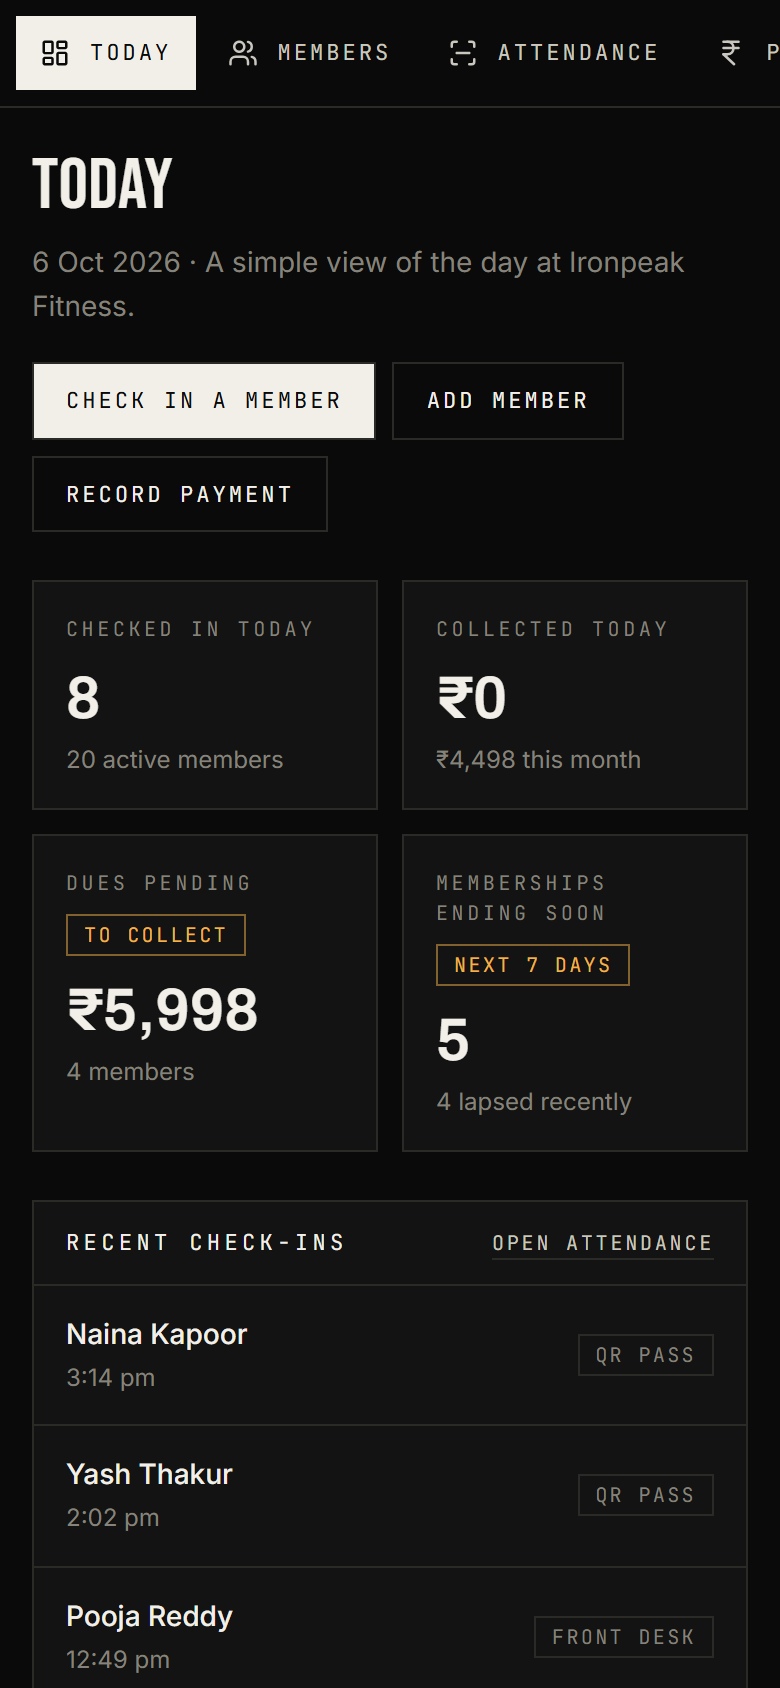 TODAY
MEMBERS
ATTENDANCE
₹
P
TODAY
6 Oct 2026 · A simple view of the day at Ironpeak
Fitness.
CHECK IN A MEMBER
ADD MEMBER
RECORD PAYMENT
CHECKED IN TODAY
8
20 active members
COLLECTED TODAY
₹0
₹4,498 this month
DUES PENDING
TO COLLECT
₹5,998
4 members
MEMBERSHIPS
ENDING SOON
NEXT 7 DAYS
5
4 lapsed recently
RECENT CHECK-INS
OPEN ATTENDANCE
Naina Kapoor
3:14 pm
QR PASS
Yash Thakur
2:02 pm
QR PASS
Pooja Reddy
12:49 pm
FRONT DESK